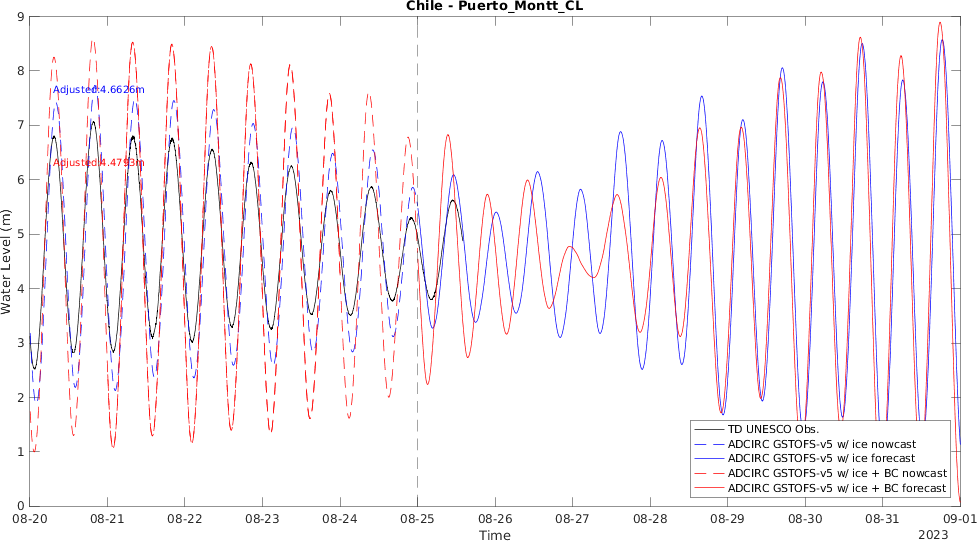 Chile - Puerto_Montt_CL
Water Level (m)
9
8
7
6
5
4
3
2
1
0
Adjusted:4.6626m
Adjusted:4.4793m
TD UNESCO Obs.
ADCIRC GSTOFS-v5 w/ ice nowcast
ADCIRC GSTOFS-v5 w/ ice forecast
ADCIRC GSTOFS-v5 w/ ice + BC nowcast
ADCIRC GSTOFS-v5 w/ ice + BC forecast
08-20 08-21 08-22 08-23 08-24 08-25 08-26 08-27 08-28 08-29 08-30 08-31 09-01
Time
2023